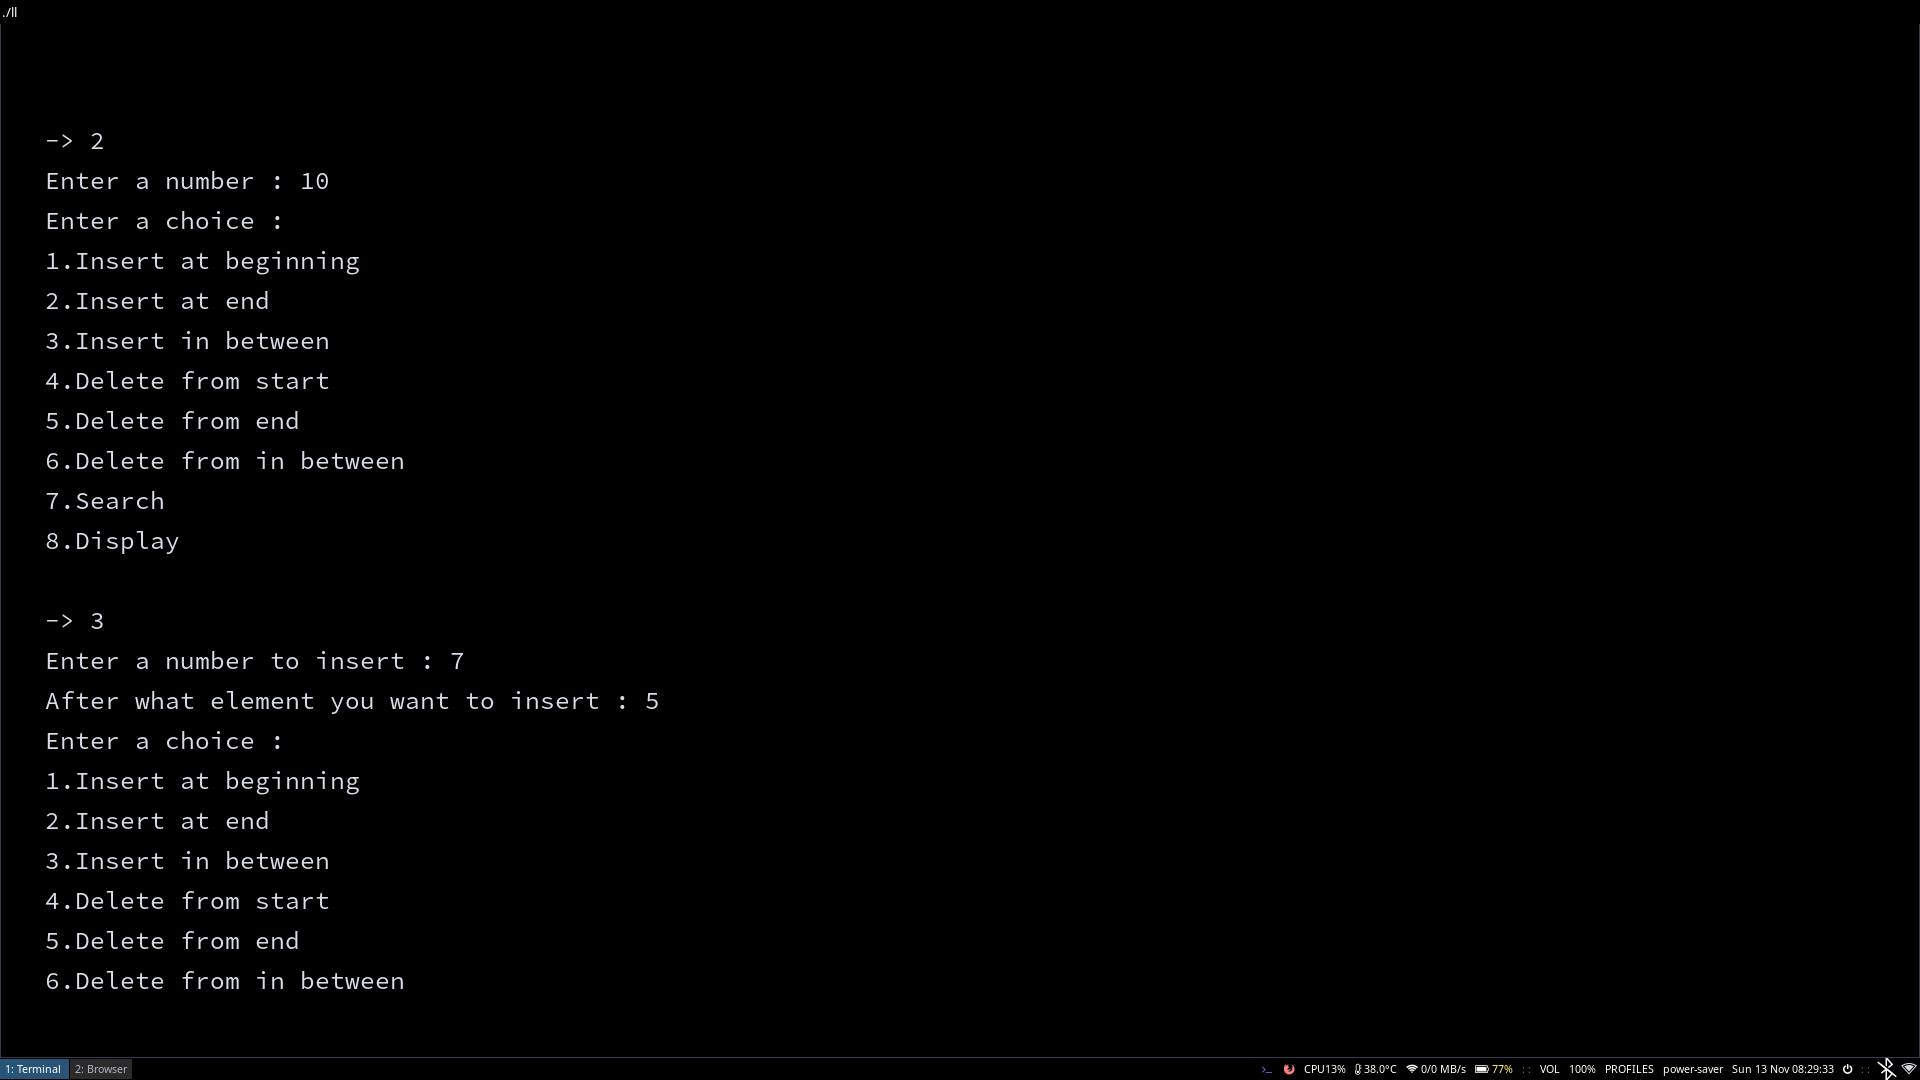 ./ll
-> 2
Enter a number : 10
Enter a choice :
1.Insert at beginning
2.Insert at end
3.Insert in between
4.Delete from start
5.Delete from end
6.Delete from in between
7.Search
8.Display
-> 3
Enter a number to insert : 7
After what element you want to insert : 5
Enter a choice :
1.Insert at beginning
2.Insert at end
3.Insert in between
4.Delete from start
5.Delete from end
6.Delete from in between
1: Terminal 2: Browser >_ CPU13% 38.0°C 0/0 MB/s 77% :: VOL 100% PROFILES power-saver Sun 13 Nov 08:29:33 ::